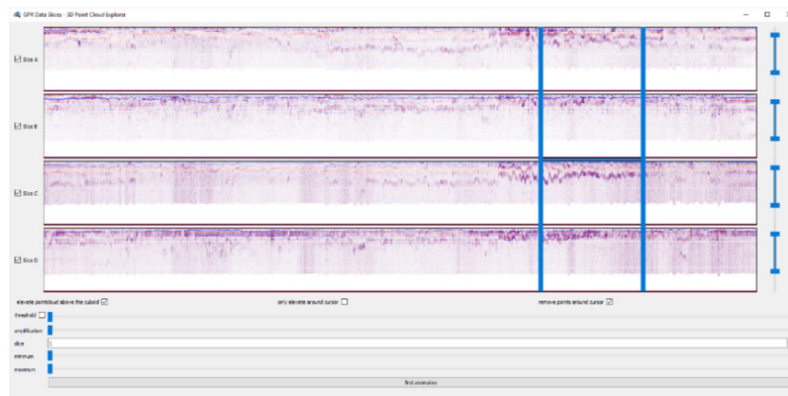 GPR Data Slices - 3D Point Cloud Explorer
Slice A
Slice B
Slice C
Slice D
elevate pointcloud above the cuboid only elevate around cursor remove points around cursor
threshold
amplification
slice 1
minimum
maximum
find anomalies